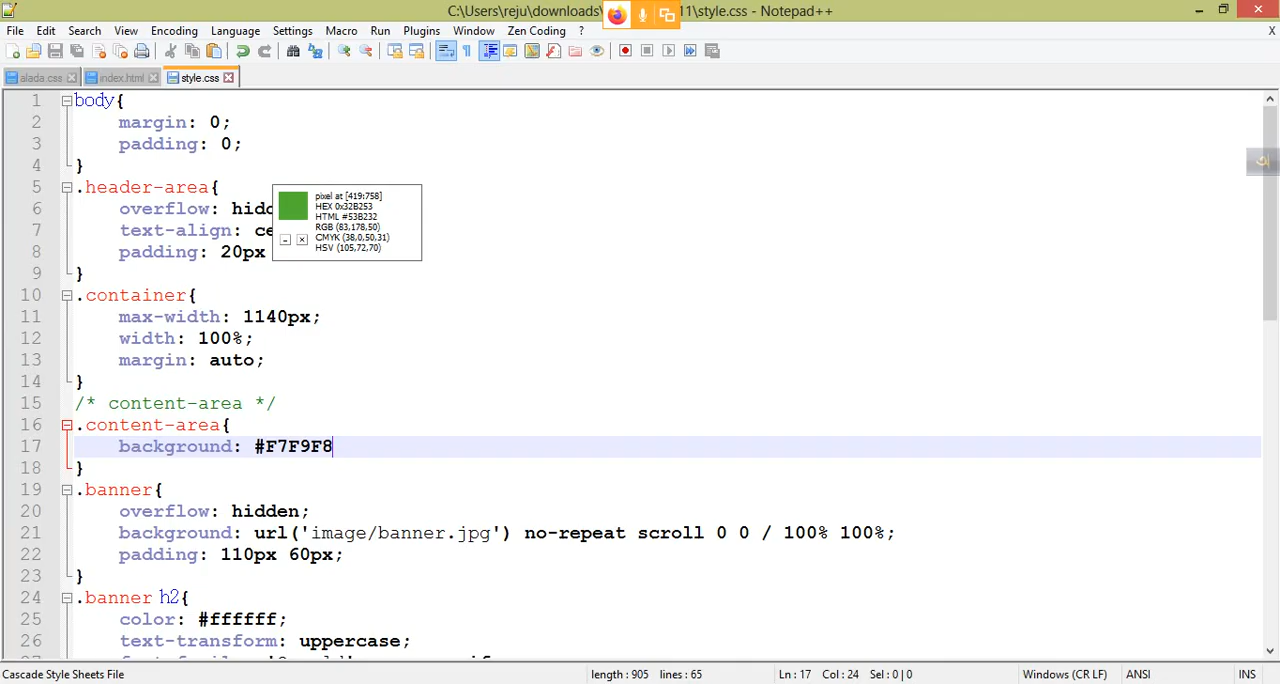 C:\Users\reju\downloads\ 11\style.css - Notepad++
File Edit Search View Encoding Language Settings Macro Run Plugins Window Zen Coding ? X
alada.css index.html style.css
1 body{
2 margin: 0;
3 padding: 0;
4 }
5 .header-area{
6 overflow: hidd
7 text-align: ce
8 padding: 20px
9 }
pixel at [419:758]
HEX 0x32B253
HTML #53B232
RGB (83,178,50)
CMYK (38,0,50,31)
HSV (105,72,70)
10 .container{
11 max-width: 1140px;
12 width: 100%;
13 margin: auto;
14 }
15 /* content-area */
16 .content-area{
17 background: #F7F9F8
18 }
19 .banner{
20 overflow: hidden;
21 background: url('image/banner.jpg') no-repeat scroll 0 0 / 100% 100%;
22 padding: 110px 60px;
23 }
24 .banner h2{
25 color: #ffffff;
26 text-transform: uppercase;
Cascade Style Sheets File length : 905 lines : 65 Ln : 17 Col : 24 Sel : 0 | 0 Windows (CR LF) ANSI INS